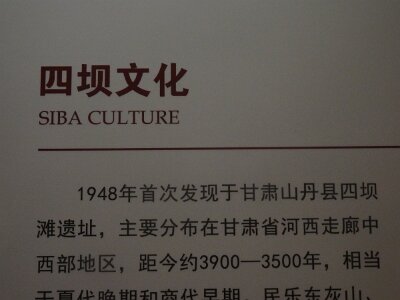 四坝文化
SIBA CULTURE
1948年首次发现于甘肃山丹县四坝
滩遗址，主要分布在甘肃省河西走廊中
西部地区，距今约3900—3500年，相当
于夏代晚期和商代早期。民乐东灰山、